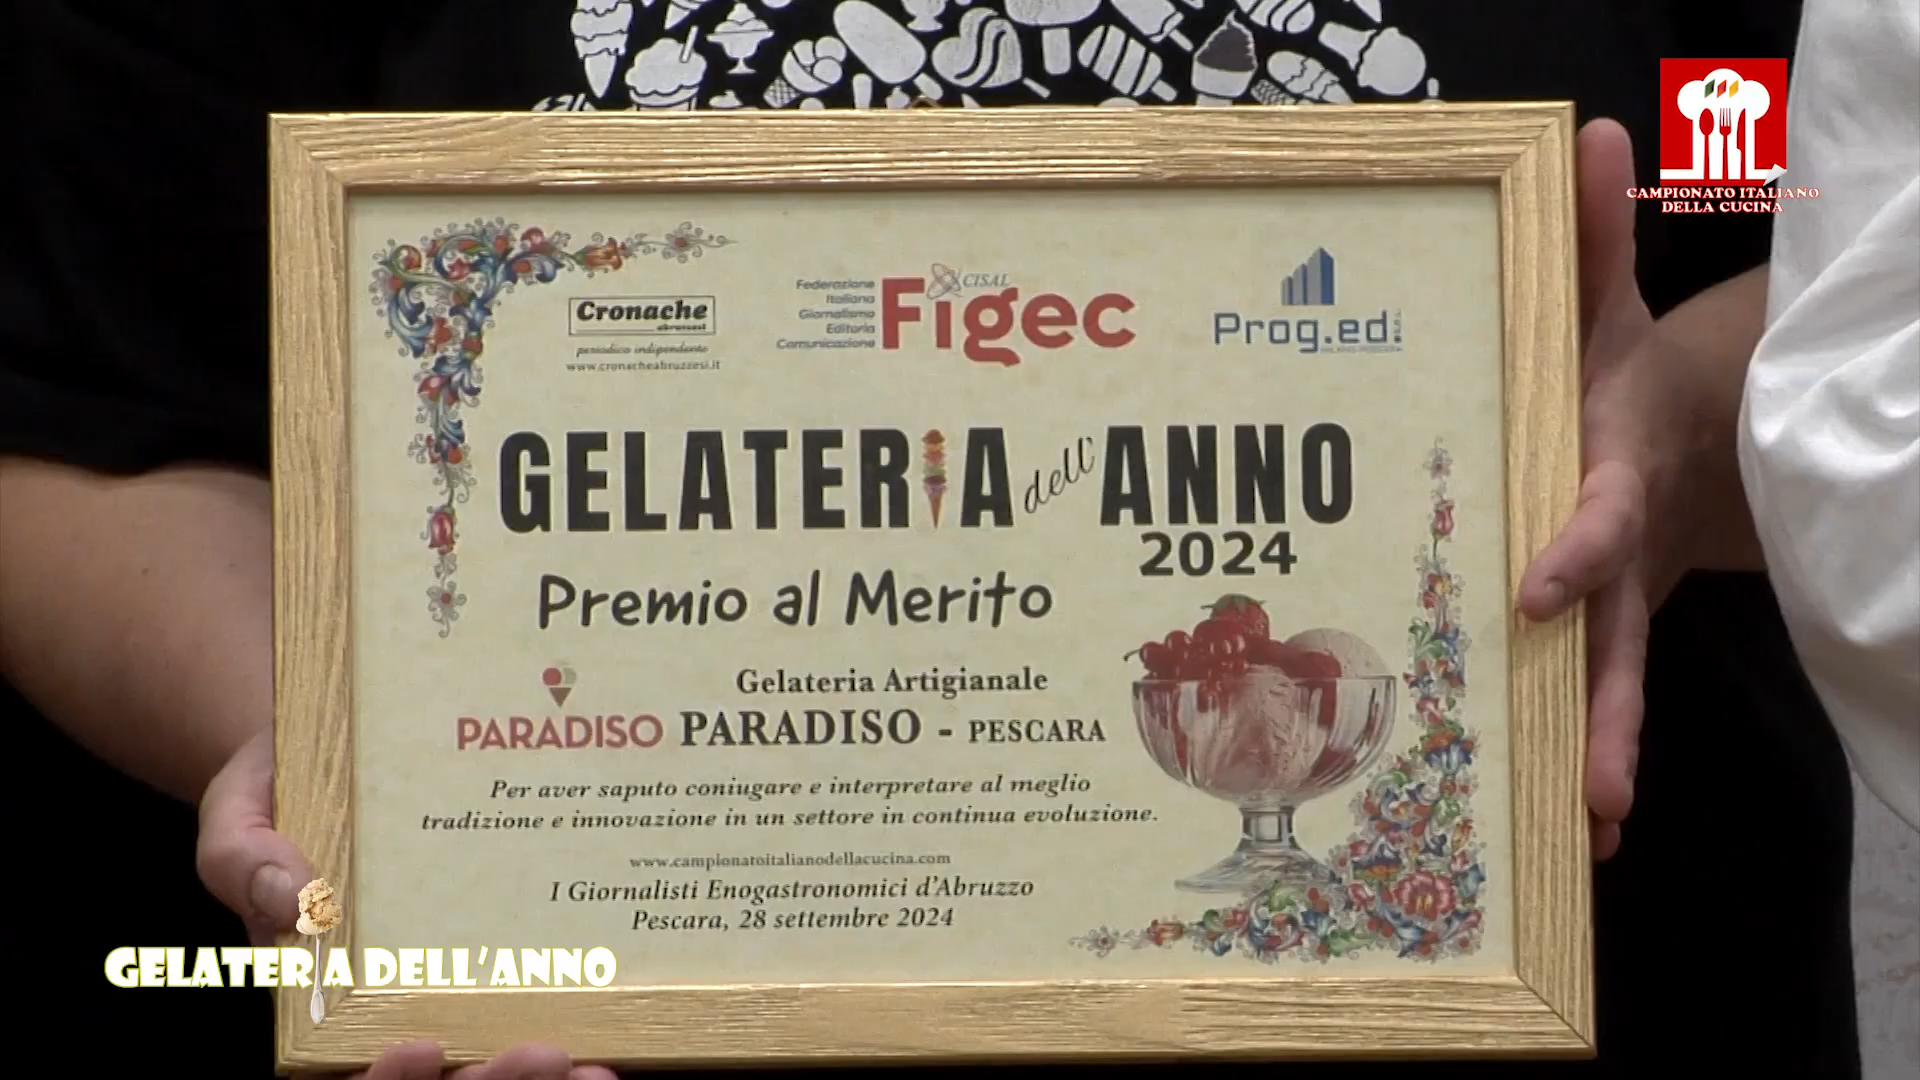 CAMPIONATO ITALIANO
DELLA CUCINA
Cronache
abruzzesi
periodico indipendente
www.cronacheabruzzesi.it
Federazione
Italiana
Giornalismo
Editoria
Comunicazione
CISAL
Figec
Prog.ed.
GELATERIA dell'ANNO
2024
Premio al Merito
Gelateria Artigianale
PARADISO PARADISO - PESCARA
Per aver saputo coniugare e interpretare al meglio
tradizione e innovazione in un settore in continua evoluzione.
www.campionatoitalianodellacucina.com
I Giornalisti Enogastronomici d'Abruzzo
Pescara, 28 settembre 2024
GELATERIA DELL'ANNO